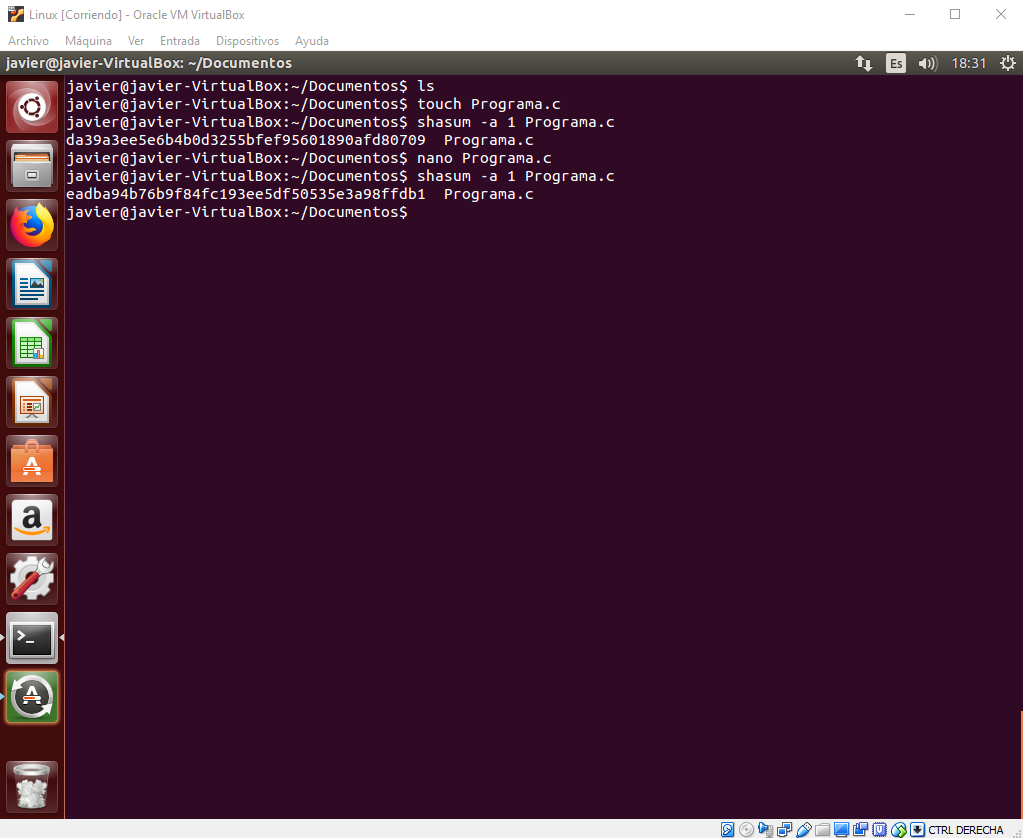 Linux [Corriendo] - Oracle VM VirtualBox
Archivo Máquina Ver Entrada Dispositivos Ayuda
javier@javier-VirtualBox: ~/Documentos Es 18:31
javier@javier-VirtualBox:~/Documentos$ ls
javier@javier-VirtualBox:~/Documentos$ touch Programa.c
javier@javier-VirtualBox:~/Documentos$ shasum -a 1 Programa.c
da39a3ee5e6b4b0d3255bfef95601890afd80709  Programa.c
javier@javier-VirtualBox:~/Documentos$ nano Programa.c
javier@javier-VirtualBox:~/Documentos$ shasum -a 1 Programa.c
eadba94b76b9f84fc193ee5df50535e3a98ffdb1  Programa.c
javier@javier-VirtualBox:~/Documentos$
CTRL DERECHA